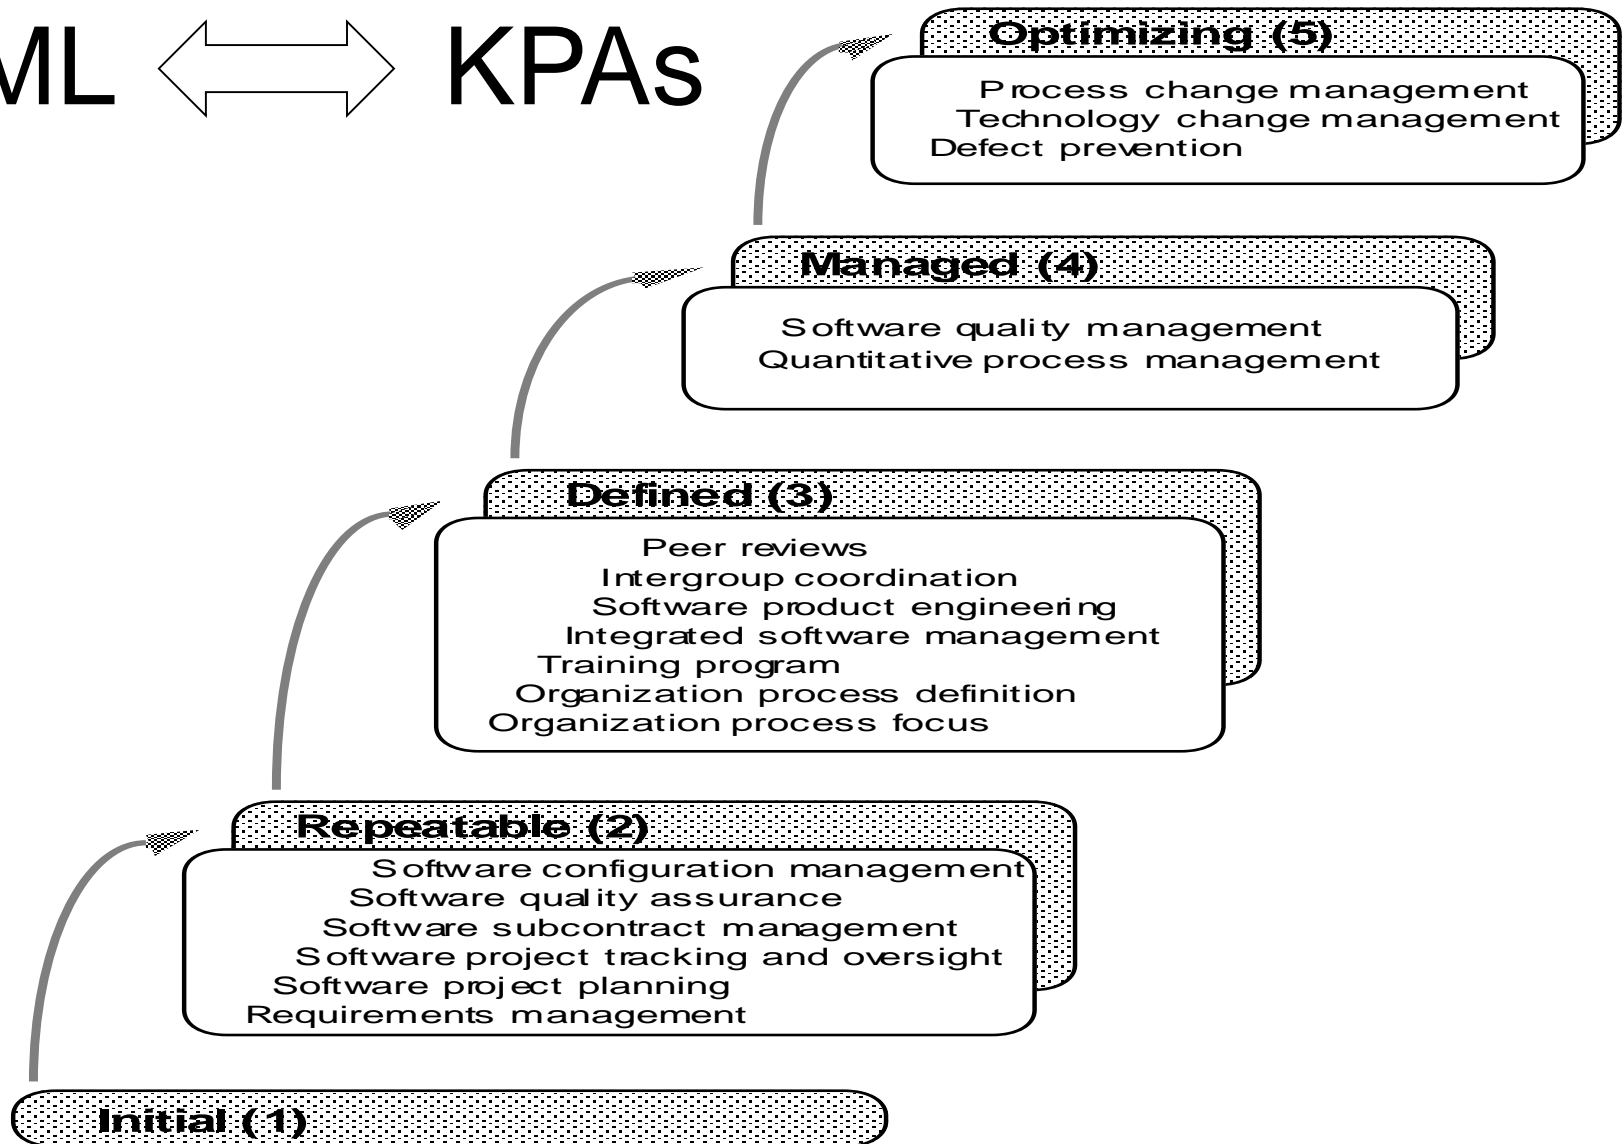 ML KPAs
Optimizing (5)
Process change management
Technology change management
Defect prevention
Managed (4)
Software quality management
Quantitative process management
Defined (3)
Peer reviews
Intergroup coordination
Software product engineering
Integrated software management
Training program
Organization process definition
Organization process focus
Repeatable (2)
Software configuration management
Software quality assurance
Software subcontract management
Software project tracking and oversight
Software project planning
Requirements management
Initial (1)